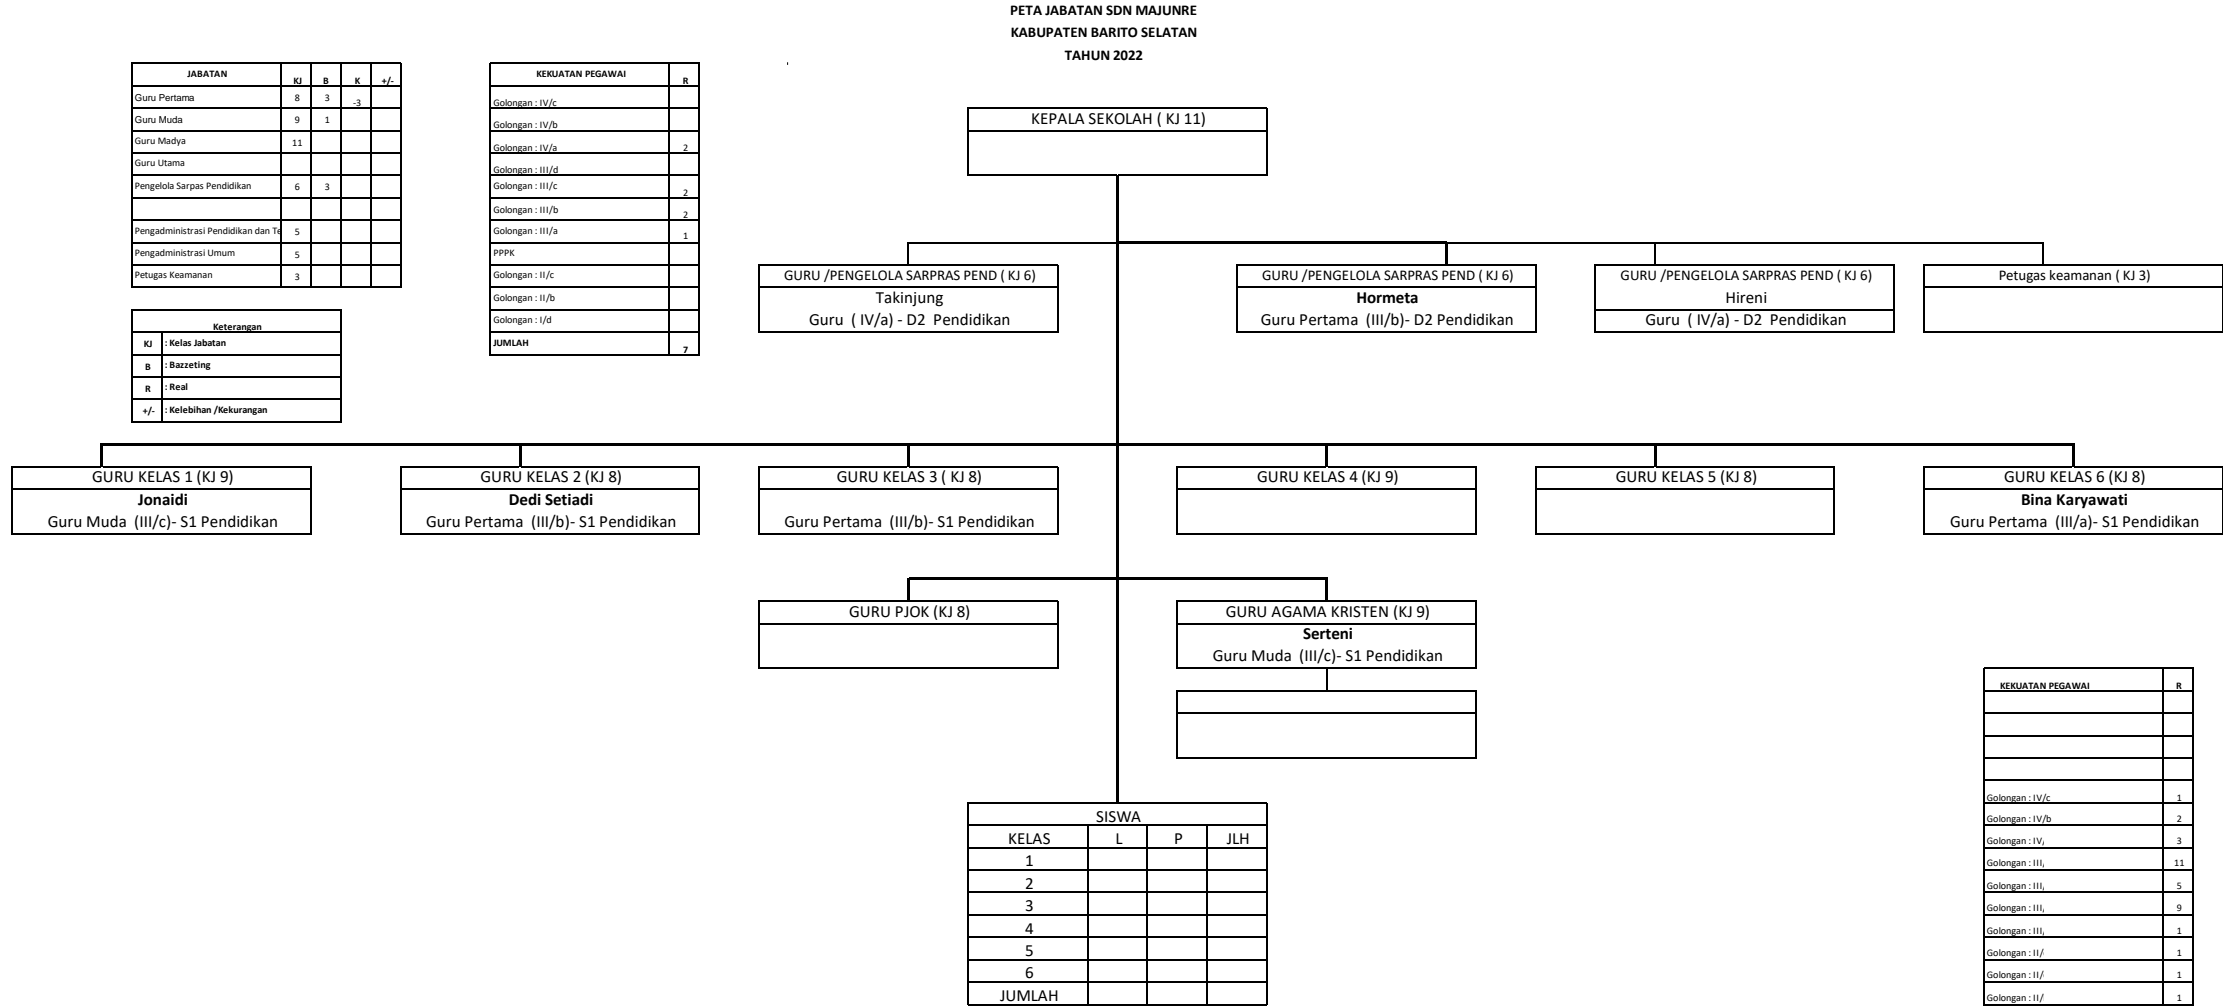 PETA JABATAN SDN MAJUNRE
KABUPATEN BARITO SELATAN
TAHUN 2022
JABATAN KJ B K +/-
Guru Pertama 8 3 -3
Guru Muda 9 1
Guru Madya 11
Guru Utama
Pengelola Sarpas Pendidikan 6 3
Pengadministrasi Pendidikan dan Te 5
Pengadministrasi Umum 5
Petugas Keamanan 3
Keterangan
KJ : Kelas Jabatan
B : Bazzeting
R : Real
+/- : Kelebihan /Kekurangan
KEKUATAN PEGAWAI R
Golongan : IV/c
Golongan : IV/b
Golongan : IV/a 2
Golongan : III/d
Golongan : III/c 2
Golongan : III/b 2
Golongan : III/a 1
PPPK
Golongan : II/c
Golongan : II/b
Golongan : I/d
JUMLAH 7
KEPALA SEKOLAH ( KJ 11)
GURU /PENGELOLA SARPRAS PEND ( KJ 6)
Takinjung
Guru ( IV/a) - D2 Pendidikan
GURU /PENGELOLA SARPRAS PEND ( KJ 6)
Hormeta
Guru Pertama (III/b)- D2 Pendidikan
GURU /PENGELOLA SARPRAS PEND ( KJ 6)
Hireni
Guru ( IV/a) - D2 Pendidikan
Petugas keamanan ( KJ 3)
GURU KELAS 1 (KJ 9)
Jonaidi
Guru Muda (III/c)- S1 Pendidikan
GURU KELAS 2 (KJ 8)
Dedi Setiadi
Guru Pertama (III/b)- S1 Pendidikan
GURU KELAS 3 ( KJ 8)
Guru Pertama (III/b)- S1 Pendidikan
GURU KELAS 4 (KJ 9)
GURU KELAS 5 (KJ 8)
GURU KELAS 6 (KJ 8)
Bina Karyawati
Guru Pertama (III/a)- S1 Pendidikan
GURU PJOK (KJ 8)
GURU AGAMA KRISTEN (KJ 9)
Serteni
Guru Muda (III/c)- S1 Pendidikan
SISWA
KELAS L P JLH
1
2
3
4
5
6
JUMLAH
KEKUATAN PEGAWAI R
Golongan : IV/c 1
Golongan : IV/b 2
Golongan : IV/ 3
Golongan : III/ 11
Golongan : III/ 5
Golongan : III/ 9
Golongan : III/ 1
Golongan : II/ 1
Golongan : II/ 1
Golongan : II/ 1